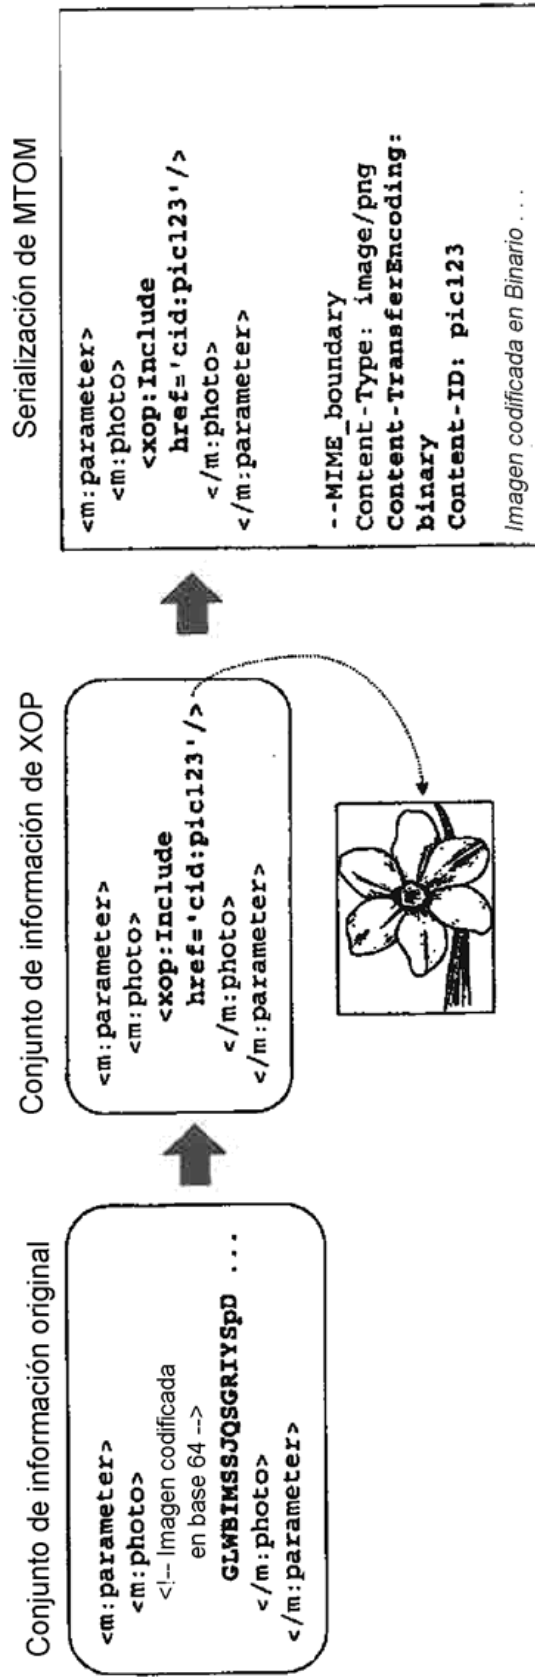 Conjunto de información original
<m:parameter>
<m:photo>
<!-- Imagen codificada
en base 64 -->
GLWBIMSSJQSGRIYSpD ...
</m:photo>
</m:parameter>
Conjunto de información de XOP
<m:parameter>
<m:photo>
<xop:Include
href='cid:pic123'/>
</m:photo>
</m:parameter>
Serialización de MTOM
<m:parameter>
<m:photo>
<xop:Include
href='cid:pic123'/>
</m:photo>
</m:parameter>
--MIME_boundary
Content-Type: image/png
Content-TransferEncoding:
binary
Content-ID: pic123
Imagen codificada en Binario ...